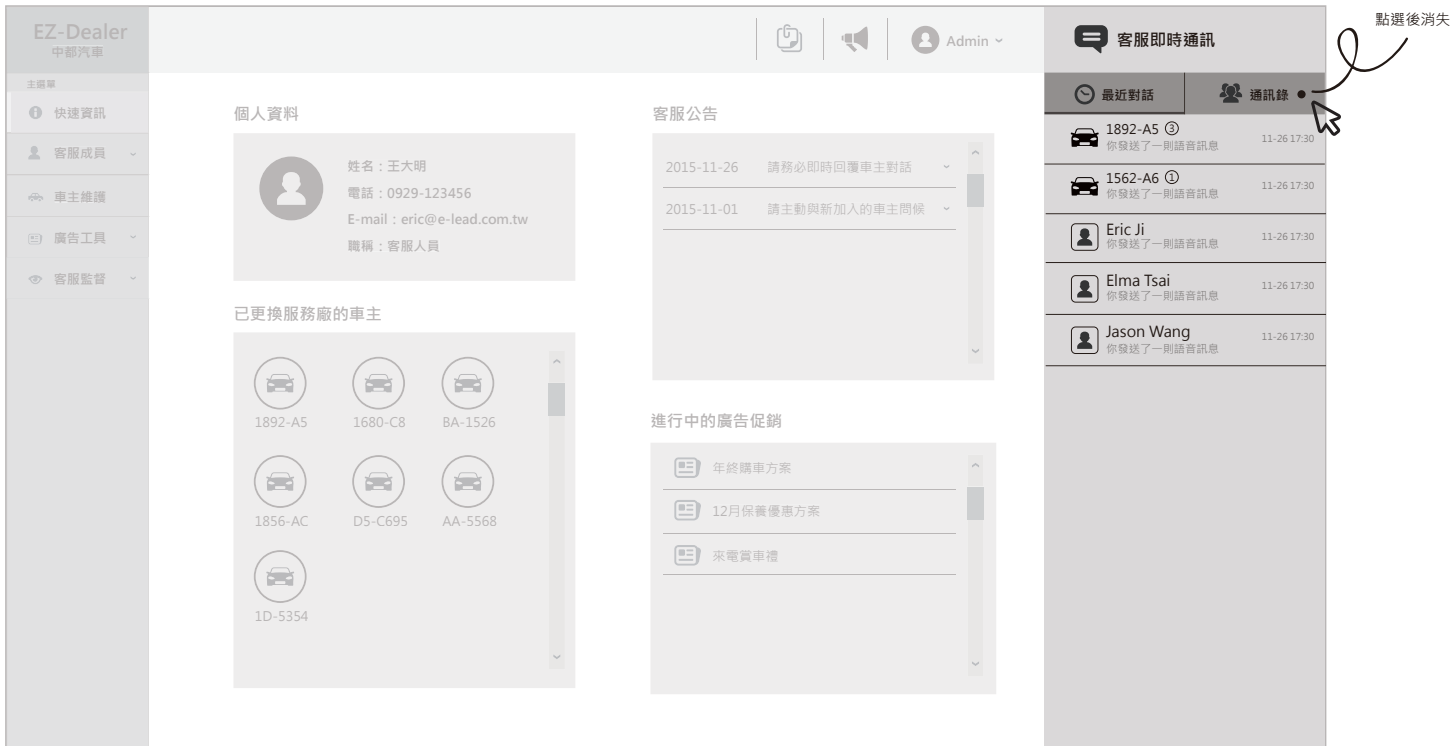 EZ-Dealer
中都汽車
主選單
快速資訊
客服成員
車主維護
廣告工具
客服監督
Admin
個人資料
姓名：王大明
電話：0929-123456
E-mail：eric@e-lead.com.tw
職稱：客服人員
已更換服務廠的車主
1892-A5
1680-C8
BA-1526
1856-AC
D5-C695
AA-5568
1D-5354
客服公告
2015-11-26 請務必即時回覆車主對話
2015-11-01 請主動與新加入的車主問候
進行中的廣告促銷
年終購車方案
12月保養優惠方案
來電賞車禮
客服即時通訊
最近對話
通訊錄
1892-A5 ③
你發送了一則語音訊息
11-26 17:30
1562-A6 ①
你發送了一則語音訊息
11-26 17:30
Eric Ji
你發送了一則語音訊息
11-26 17:30
Elma Tsai
你發送了一則語音訊息
11-26 17:30
Jason Wang
你發送了一則語音訊息
11-26 17:30
點選後消失